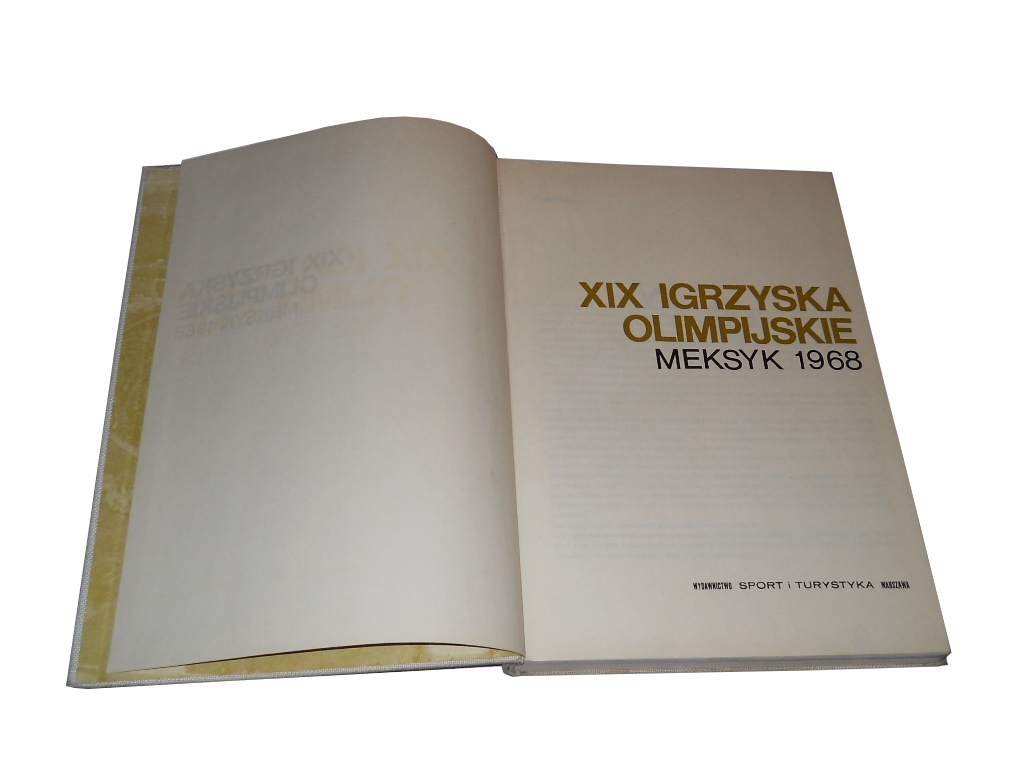 XIX IGRZYSKA
OLIMPIJSKIE
MEKSYK 1968
WYDAWNICTWO SPORT i TURYSTYKA WARSZAWA